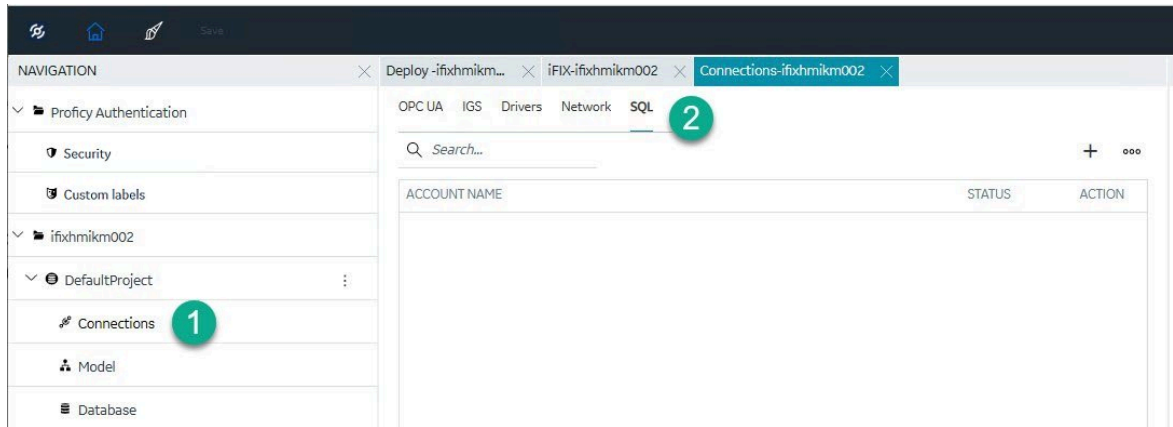 Save
NAVIGATION
Deploy -ifixhmikm...
iFIX-ifixhmikm002
Connections-ifixhmikm002
Proficy Authentication
Security
Custom labels
ifixhmikm002
DefaultProject
Connections
1
Model
Database
OPC UA IGS Drivers Network SQL
2
Search...
ACCOUNT NAME STATUS ACTION